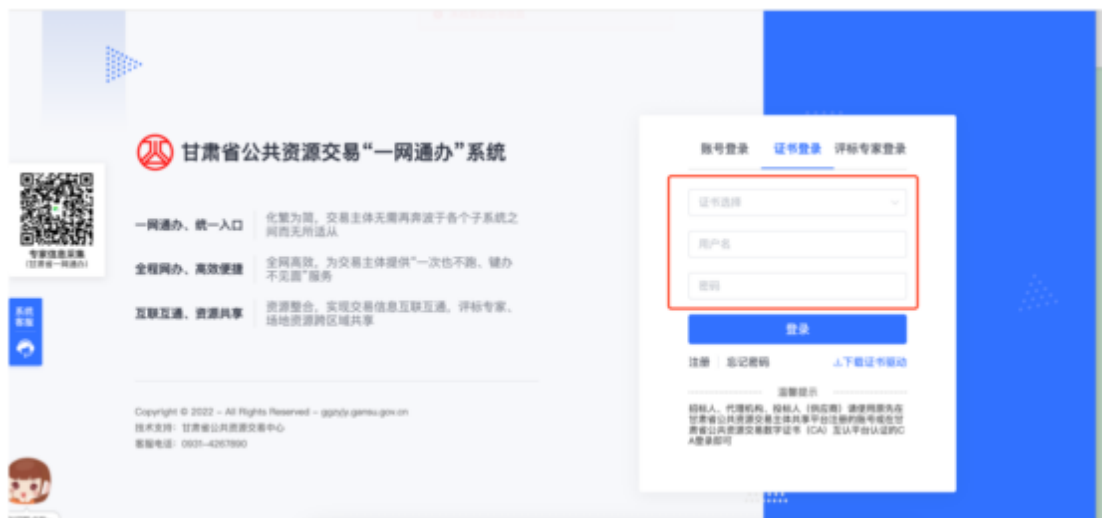 甘肃省公共资源交易“一网通办”系统
一网通办、统一入口
化繁为简，交易主体无需再奔波于各个子系统之
间而无所适从
全程网办、高效便捷
全网高效，为交易主体提供“一次也不跑、键办
不见面”服务
互联互通、资源共享
资源整合，实现交易信息互联互通，评标专家、
场地资源跨区域共享
Copyright © 2022 - All Rights Reserved - ggzyjy.gansu.gov.cn
技术支持：甘肃省公共资源交易中心
客服电话：0931-4267890
专家信息采集
(甘肃省一网通办)
系统
客服
账号登录 证书登录 评标专家登录
证书选择
用户名
密码
登录
注册 忘记密码 下载证书驱动
温馨提示
招标人、代理机构、投标人（供应商）请使用原先在
甘肃省公共资源交易主体共享平台注册的账号或在甘
肃省公共资源交易数字证书（CA）互认平台认证的C
A登录即可